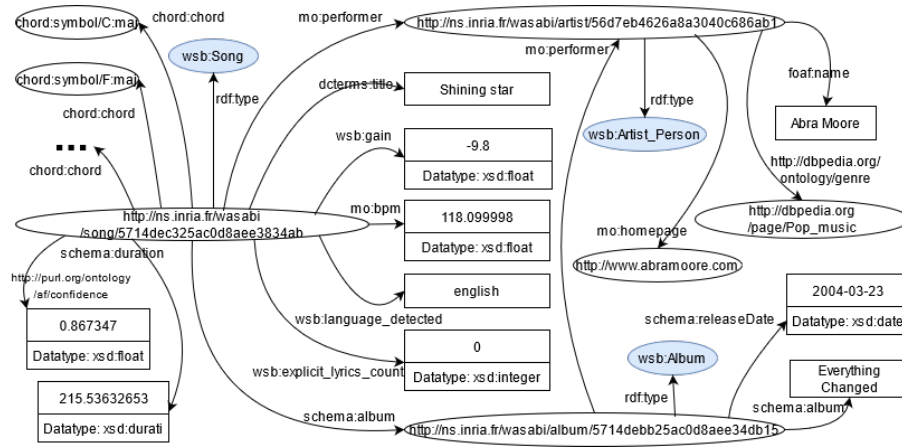 chord:symbol/C:maj
chord:chord
mo:performer
http://ns.inria.fr/wasabi/artist/56d7eb4626a8a3040c686ab1
wsb:Song
mo:performer
foaf:name
chord:symbol/F:maj
rdf:type
dcterms:title
Shining star
rdf:type
Abra Moore
chord:chord
wsb:Artist_Person
wsb:gain
-9.8
Datatype: xsd:float
http://dbpedia.org/
ontology/genre
...
chord:chord
http://ns.inria.fr/wasabi
/song/5714dec325ac0d8aee3834ab
mo:bpm
118.099998
Datatype: xsd:float
http://dbpedia.org
/page/Pop_music
mo:homepage
schema:duration
http://www.abramoore.com
http://purl.org/ontology
/af/confidence
english
2004-03-23
Datatype: xsd:date
0.867347
Datatype: xsd:float
wsb:language_detected
schema:releaseDate
0
Datatype: xsd:integer
wsb:Album
wsb:explicit_lyrics_count
Everything
Changed
215.53632653
Datatype: xsd:durati
rdf:type
schema:album
schema:album
http://ns.inria.fr/wasabi/album/5714debb25ac0d8aee34db15